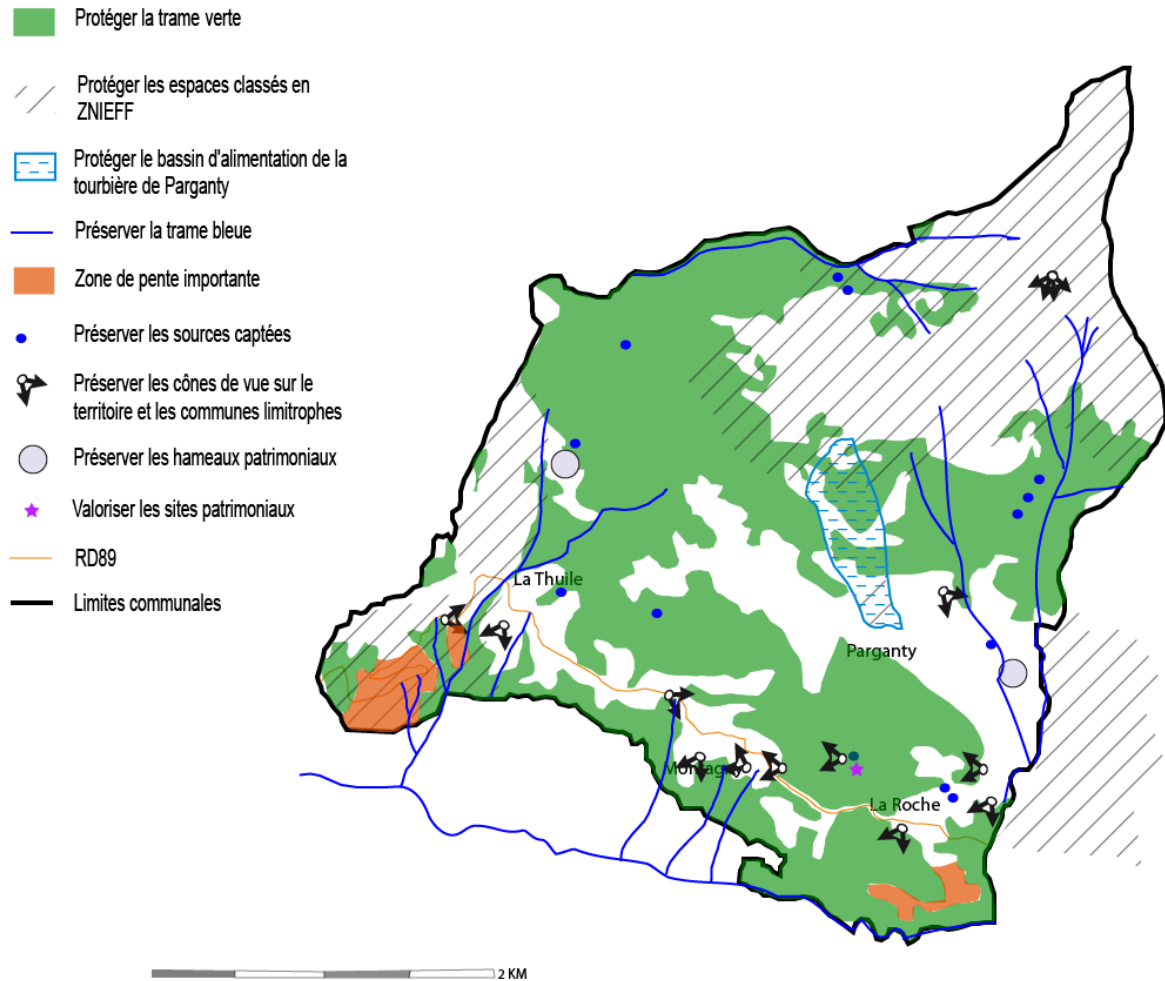 Protéger la trame verte
Protéger les espaces classés en
ZNIEFF
Protéger le bassin d'alimentation de la
tourbière de Parganty
Préserver la trame bleue
Zone de pente importante
Préserver les sources captées
Préserver les cônes de vue sur le
territoire et les communes limitrophes
Préserver les hameaux patrimoniaux
Valoriser les sites patrimoniaux
RD89
Limites communales
La Thuile
Parganty
Montagny
La Roche
2 KM